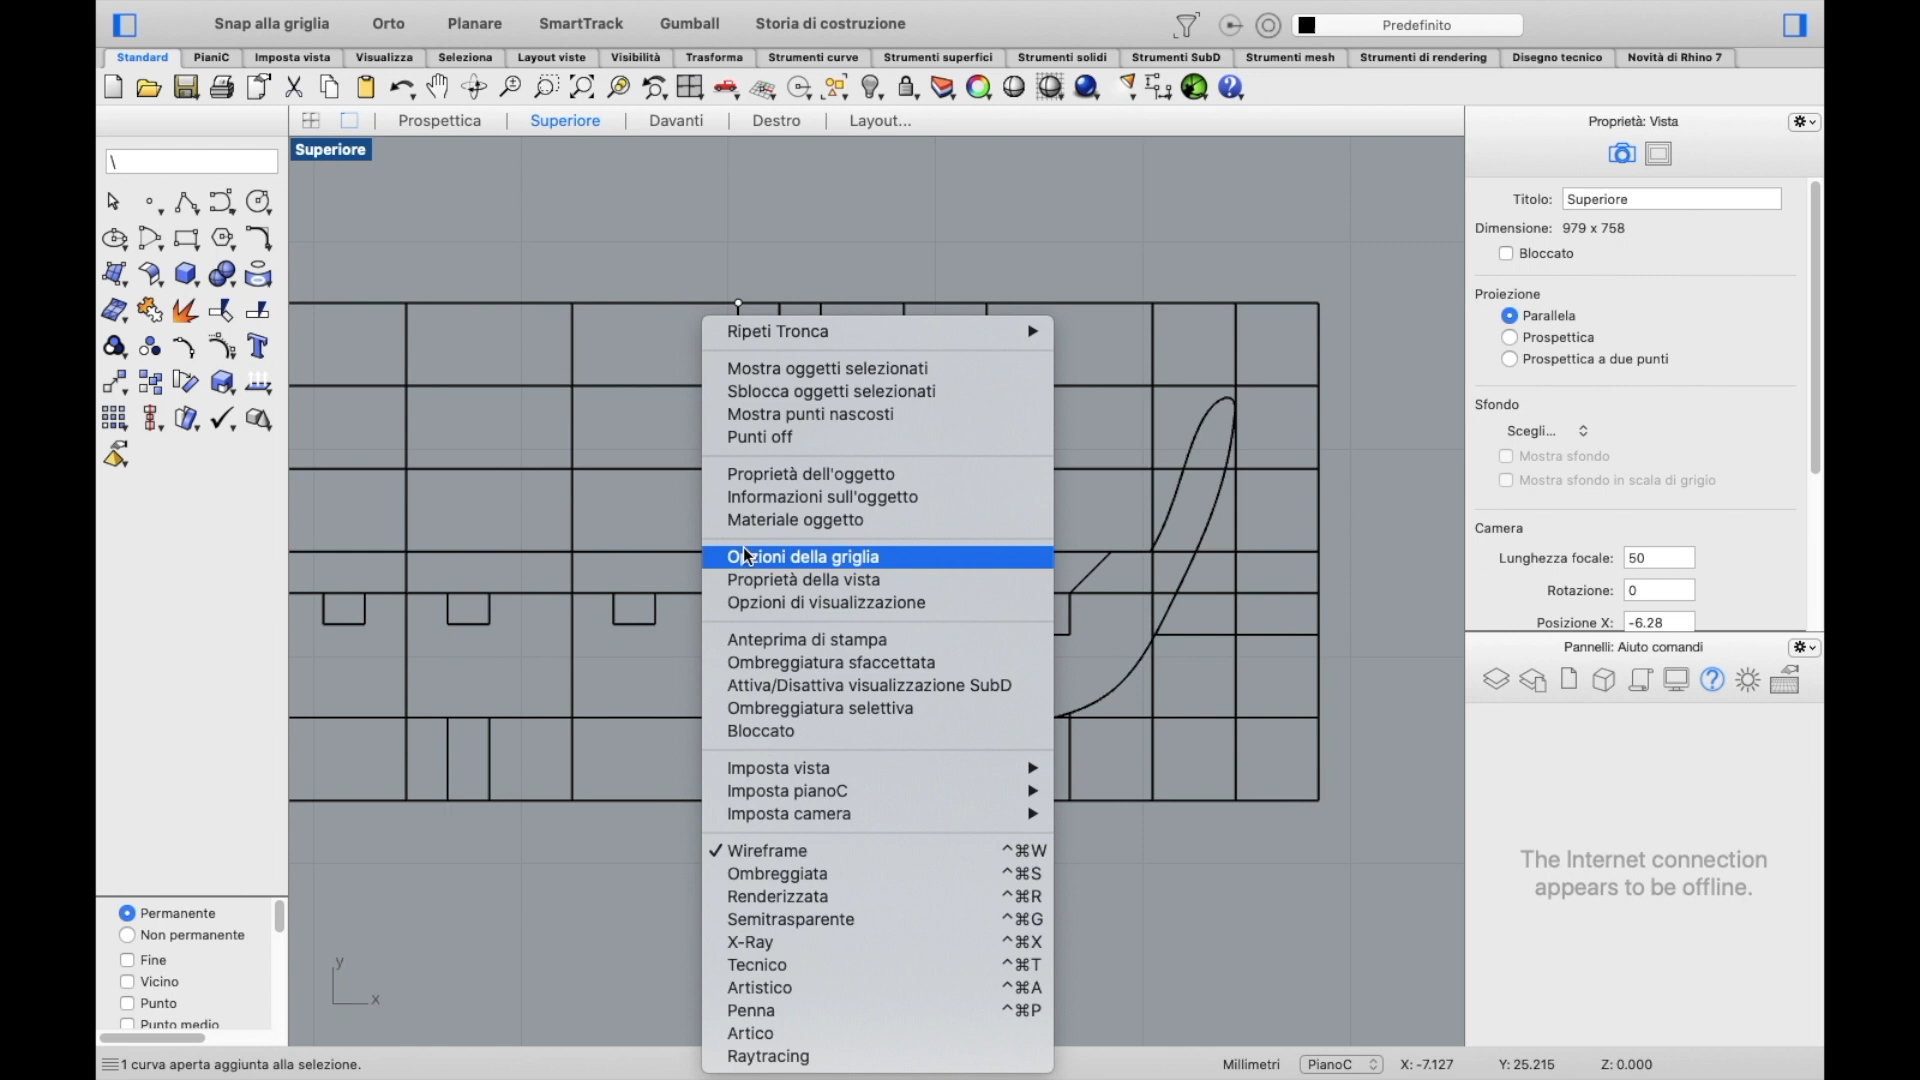 Snap alla griglia Orto Planare SmartTrack Gumball Storia di costruzione Predefinito
Standard PianiC Imposta vista Visualizza Seleziona Layout viste Visibilità Trasforma Strumenti curve Strumenti superfici Strumenti solidi Strumenti SubD Strumenti mesh Strumenti di rendering Disegno tecnico Novità di Rhino 7
Prospettica Superiore Davanti Destro Layout...
Superiore
\
Ripeti Tronca
Mostra oggetti selezionati
Sblocca oggetti selezionati
Mostra punti nascosti
Punti off
Proprietà dell'oggetto
Informazioni sull'oggetto
Materiale oggetto
Opzioni della griglia
Proprietà della vista
Opzioni di visualizzazione
Anteprima di stampa
Ombreggiatura sfaccettata
Attiva/Disattiva visualizzazione SubD
Ombreggiatura selettiva
Bloccato
Imposta vista
Imposta pianoC
Imposta camera
✓ Wireframe ^⌘W
Ombreggiata ^⌘S
Renderizzata ^⌘R
Semitrasparente ^⌘G
X-Ray ^⌘X
Tecnico ^⌘T
Artistico ^⌘A
Penna ^⌘P
Artico
Raytracing
Proprietà: Vista
Titolo: Superiore
Dimensione: 979 x 758
Bloccato
Proiezione
Parallela
Prospettica
Prospettica a due punti
Sfondo
Scegli...
Mostra sfondo
Mostra sfondo in scala di grigio
Camera
Lunghezza focale: 50
Rotazione: 0
Posizione X: -6.28
Pannelli: Aiuto comandi
The Internet connection
appears to be offline.
Permanente
Non permanente
Fine
Vicino
Punto
Punto medio
y
x
1 curva aperta aggiunta alla selezione.
Millimetri PianoC X: -7.127 Y: 25.215 Z: 0.000